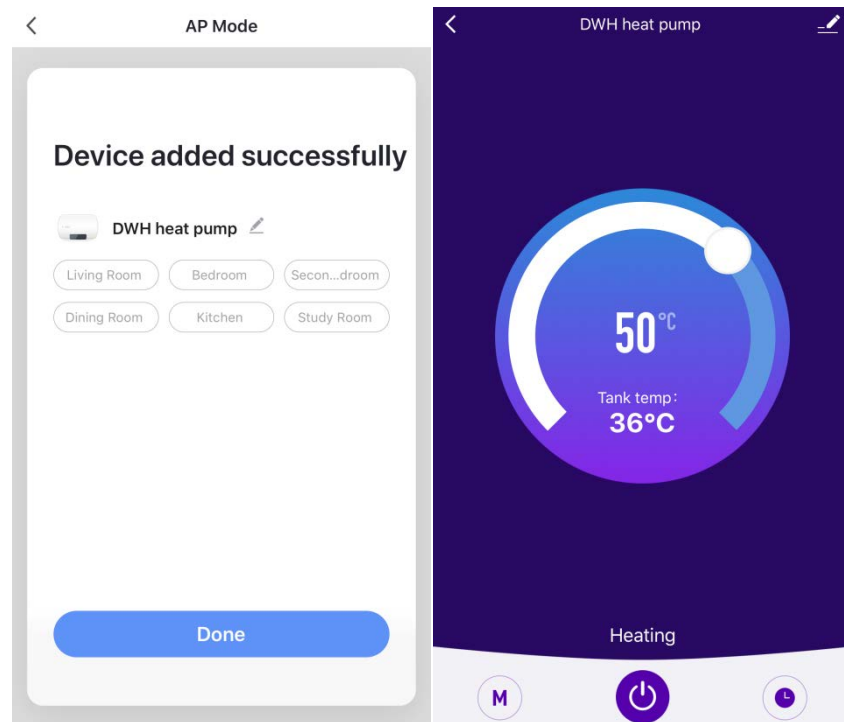 AP Mode
Device added successfully
DWH heat pump
Living Room
Bedroom
Secon...droom
Dining Room
Kitchen
Study Room
Done
DWH heat pump
50°C
Tank temp:
36°C
Heating
M